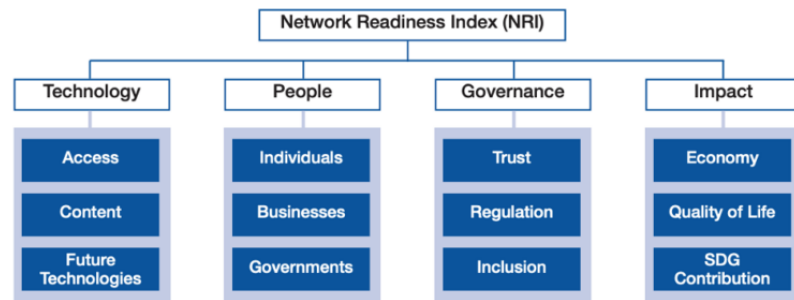 Network Readiness Index (NRI)
Technology
People
Governance
Impact
Access
Individuals
Trust
Economy
Content
Businesses
Regulation
Quality of Life
Future
Technologies
Governments
Inclusion
SDG
Contribution